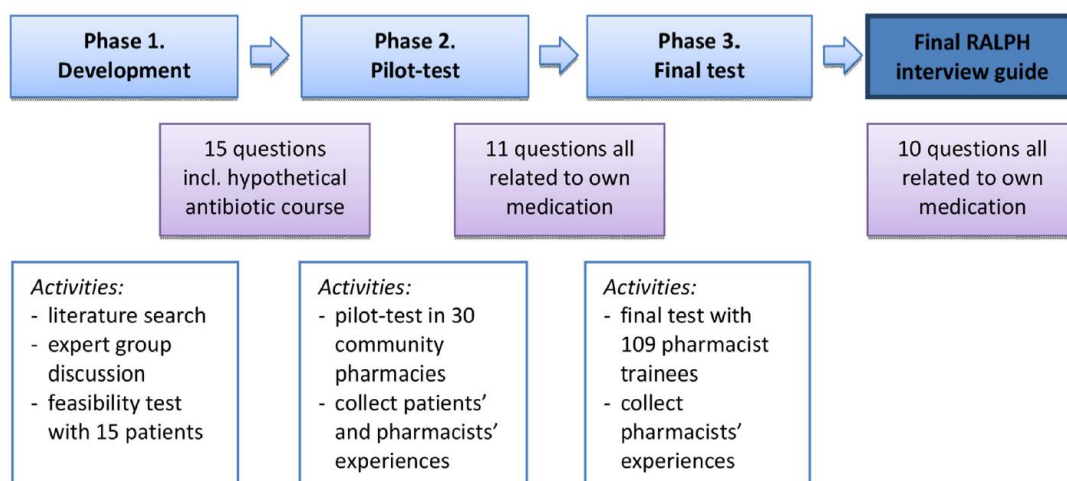 Phase 1.
Development
Phase 2.
Pilot-test
Phase 3.
Final test
Final RALPH
interview guide
15 questions
incl. hypothetical
antibiotic course
11 questions all
related to own
medication
10 questions all
related to own
medication
Activities:
- literature search
- expert group
discussion
- feasibility test
with 15 patients
Activities:
- pilot-test in 30
community
pharmacies
- collect patients’
and pharmacists’
experiences
Activities:
- final test with
109 pharmacist
trainees
- collect
pharmacists’
experiences